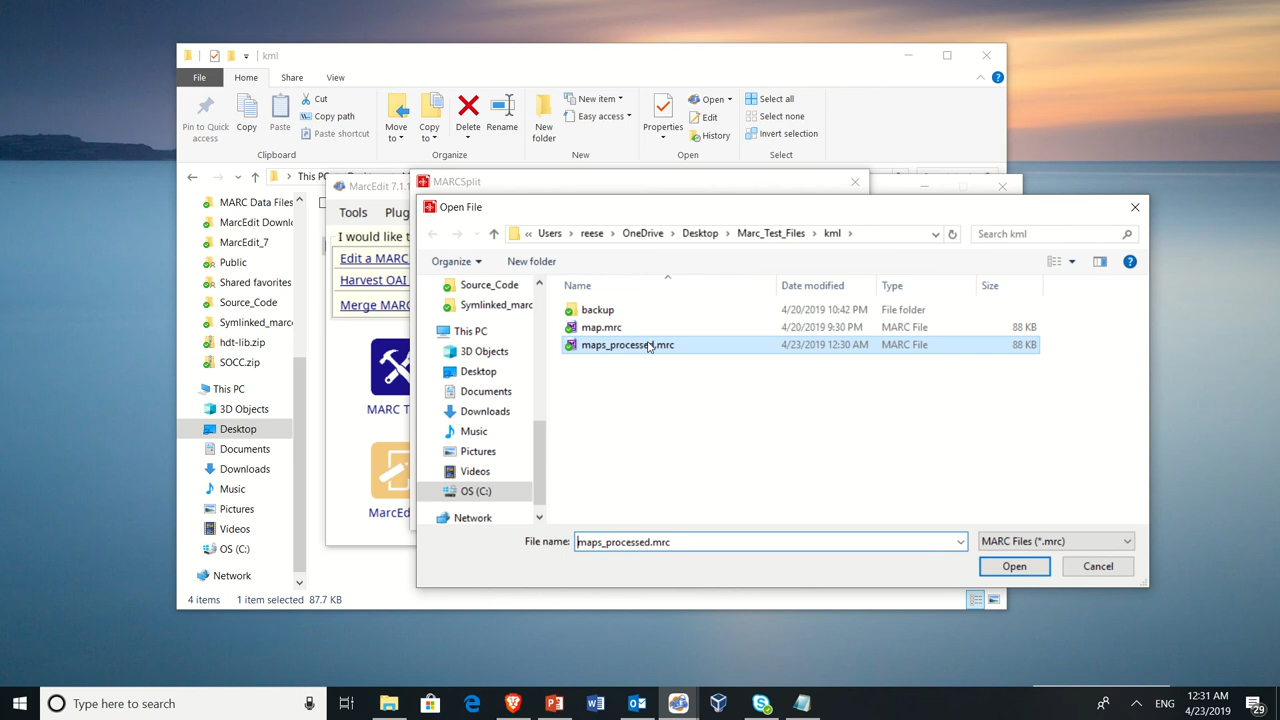 kml
File
Home
Share
View
Pin to Quick access
Copy
Paste
Cut
Copy path
Paste shortcut
Clipboard
Move to
Copy to
Delete
Rename
Organize
New folder
New item
Easy access
New
Properties
Open
Edit
History
Open
Select all
Select none
Invert selection
Select
This PC
MARC Data Files
MarcEdit Downl
MarcEdit_7
Public
Shared favorites
Source_Code
Symlinked_marc
hdt-lib.zip
SOCC.zip
This PC
3D Objects
Desktop
Documents
Downloads
Music
Pictures
Videos
OS (C:)
Network
4 items 1 item selected 87.7 KB
MarcEdit 7.1.1
Tools Plug
I would like t
Edit a MARC
Harvest OAI
Merge MARC
MARC T
MarcEd
MARCSplit
Open File
« Users > reese > OneDrive > Desktop > Marc_Test_Files > kml >
Search kml
Organize New folder
Source_Code
Symlinked_marc
This PC
3D Objects
Desktop
Documents
Downloads
Music
Pictures
Videos
OS (C:)
Network
Name Date modified Type Size
backup 4/20/2019 10:42 PM File folder
map.mrc 4/20/2019 9:30 PM MARC File 88 KB
maps_processed.mrc 4/23/2019 12:30 AM MARC File 88 KB
File name: maps_processed.mrc MARC Files (*.mrc)
Open Cancel
Type here to search
ENG
12:31 AM
4/23/2019
29